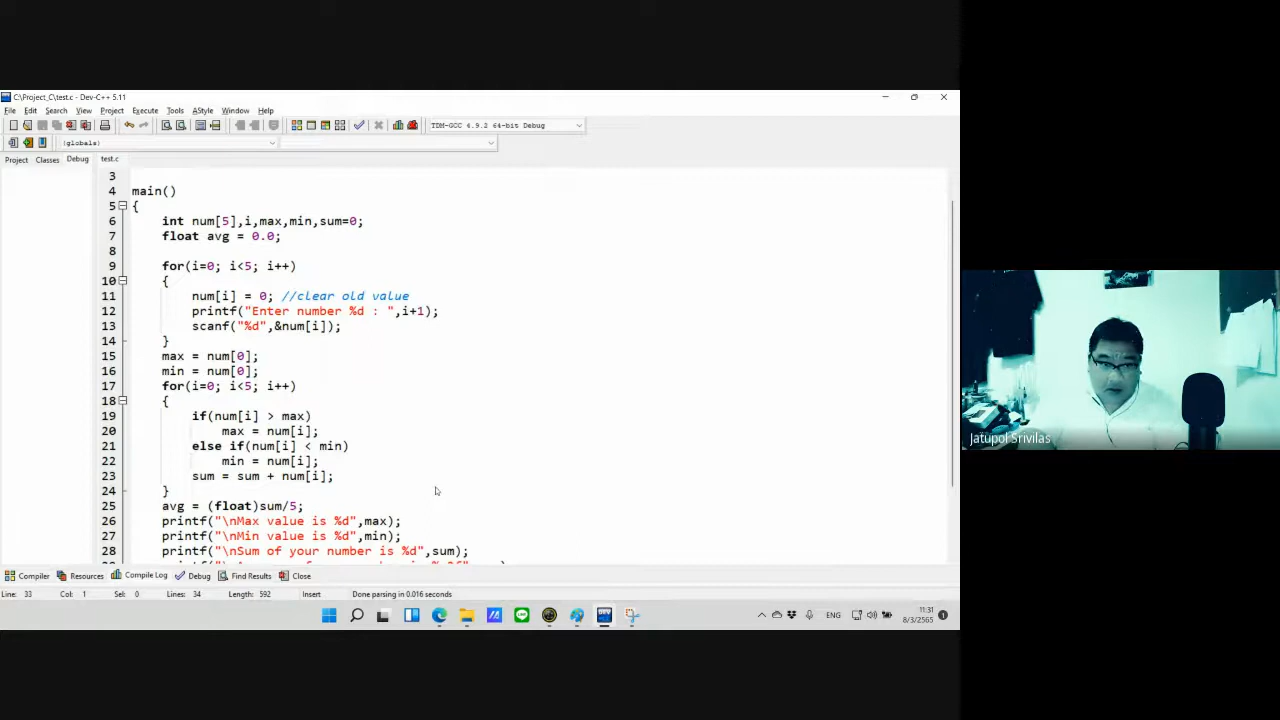 C:\Project_C\test.c - Dev-C++ 5.11
File Edit Search View Project Execute Tools AStyle Window Help
TDM-GCC 4.9.2 64-bit Debug
(globals)
Project Classes Debug test.c
3
4 main()
5 {
6 int num[5],i,max,min,sum=0;
7 float avg = 0.0;
8
9 for(i=0; i<5; i++)
10 {
11 num[i] = 0; //clear old value
12 printf("Enter number %d : ",i+1);
13 scanf("%d",&num[i]);
14 }
15 max = num[0];
16 min = num[0];
17 for(i=0; i<5; i++)
18 {
19 if(num[i] > max)
20 max = num[i];
21 else if(num[i] < min)
22 min = num[i];
23 sum = sum + num[i];
24 }
25 avg = (float)sum/5;
26 printf("\nMax value is %d",max);
27 printf("\nMin value is %d",min);
28 printf("\nSum of your number is %d",sum);
Compiler Resources Compile Log Debug Find Results Close
Line: 33 Col: 1 Sel: 0 Lines: 34 Length: 592 Insert Done parsing in 0.016 seconds
ENG
11:31
8/3/2565
Jatupol Srivilas